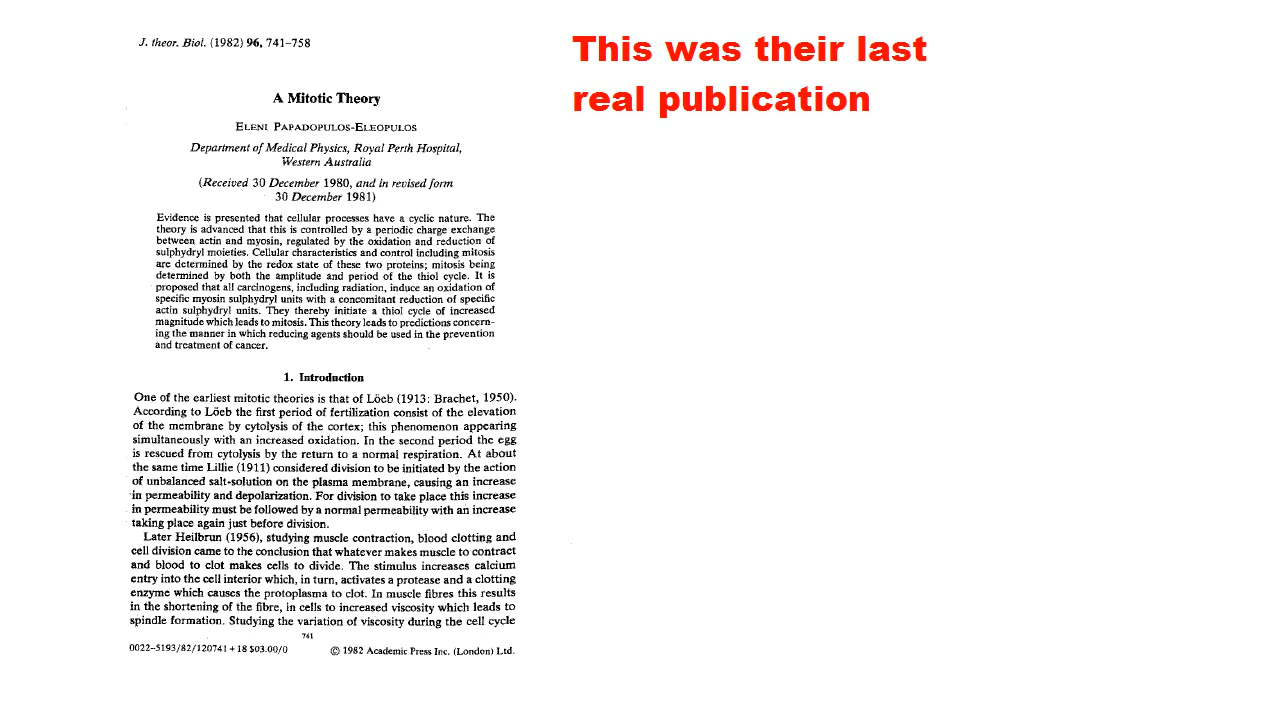 J. theor. Biol. (1982) 96, 741–758
This was their last
real publication
A Mitotic Theory
ELENI PAPADOPULOS-ELEOPULOS
Department of Medical Physics, Royal Perth Hospital,
Western Australia
(Received 30 December 1980, and in revised form
30 December 1981)
Evidence is presented that cellular processes have a cyclic nature. The
theory is advanced that this is controlled by a periodic charge exchange
between actin and myosin, regulated by the oxidation and reduction of
sulphydryl moieties. Cellular characteristics and control including mitosis
are determined by the redox state of these two proteins; mitosis being
determined by both the amplitude and period of the thiol cycle. It is
proposed that all carcinogens, including radiation, induce an oxidation of
specific myosin sulphydryl units with a concomitant reduction of specific
actin sulphydryl units. They thereby initiate a thiol cycle of increased
magnitude which leads to mitosis. This theory leads to predictions concern-
ing the manner in which reducing agents should be used in the prevention
and treatment of cancer.
1. Introduction
One of the earliest mitotic theories is that of Löeb (1913: Brachet, 1950).
According to Löeb the first period of fertilization consist of the elevation
of the membrane by cytolysis of the cortex; this phenomenon appearing
simultaneously with an increased oxidation. In the second period the egg
is rescued from cytolysis by the return to a normal respiration. At about
the same time Lillie (1911) considered division to be initiated by the action
of unbalanced salt-solution on the plasma membrane, causing an increase
in permeability and depolarization. For division to take place this increase
in permeability must be followed by a normal permeability with an increase
taking place again just before division.
Later Heilbrun (1956), studying muscle contraction, blood clotting and
cell division came to the conclusion that whatever makes muscle to contract
and blood to clot makes cells to divide. The stimulus increases calcium
entry into the cell interior which, in turn, activates a protease and a clotting
enzyme which causes the protoplasma to clot. In muscle fibres this results
in the shortening of the fibre, in cells to increased viscosity which leads to
spindle formation. Studying the variation of viscosity during the cell cycle
741
0022–5193/82/120741 + 18 $03.00/0 © 1982 Academic Press Inc. (London) Ltd.